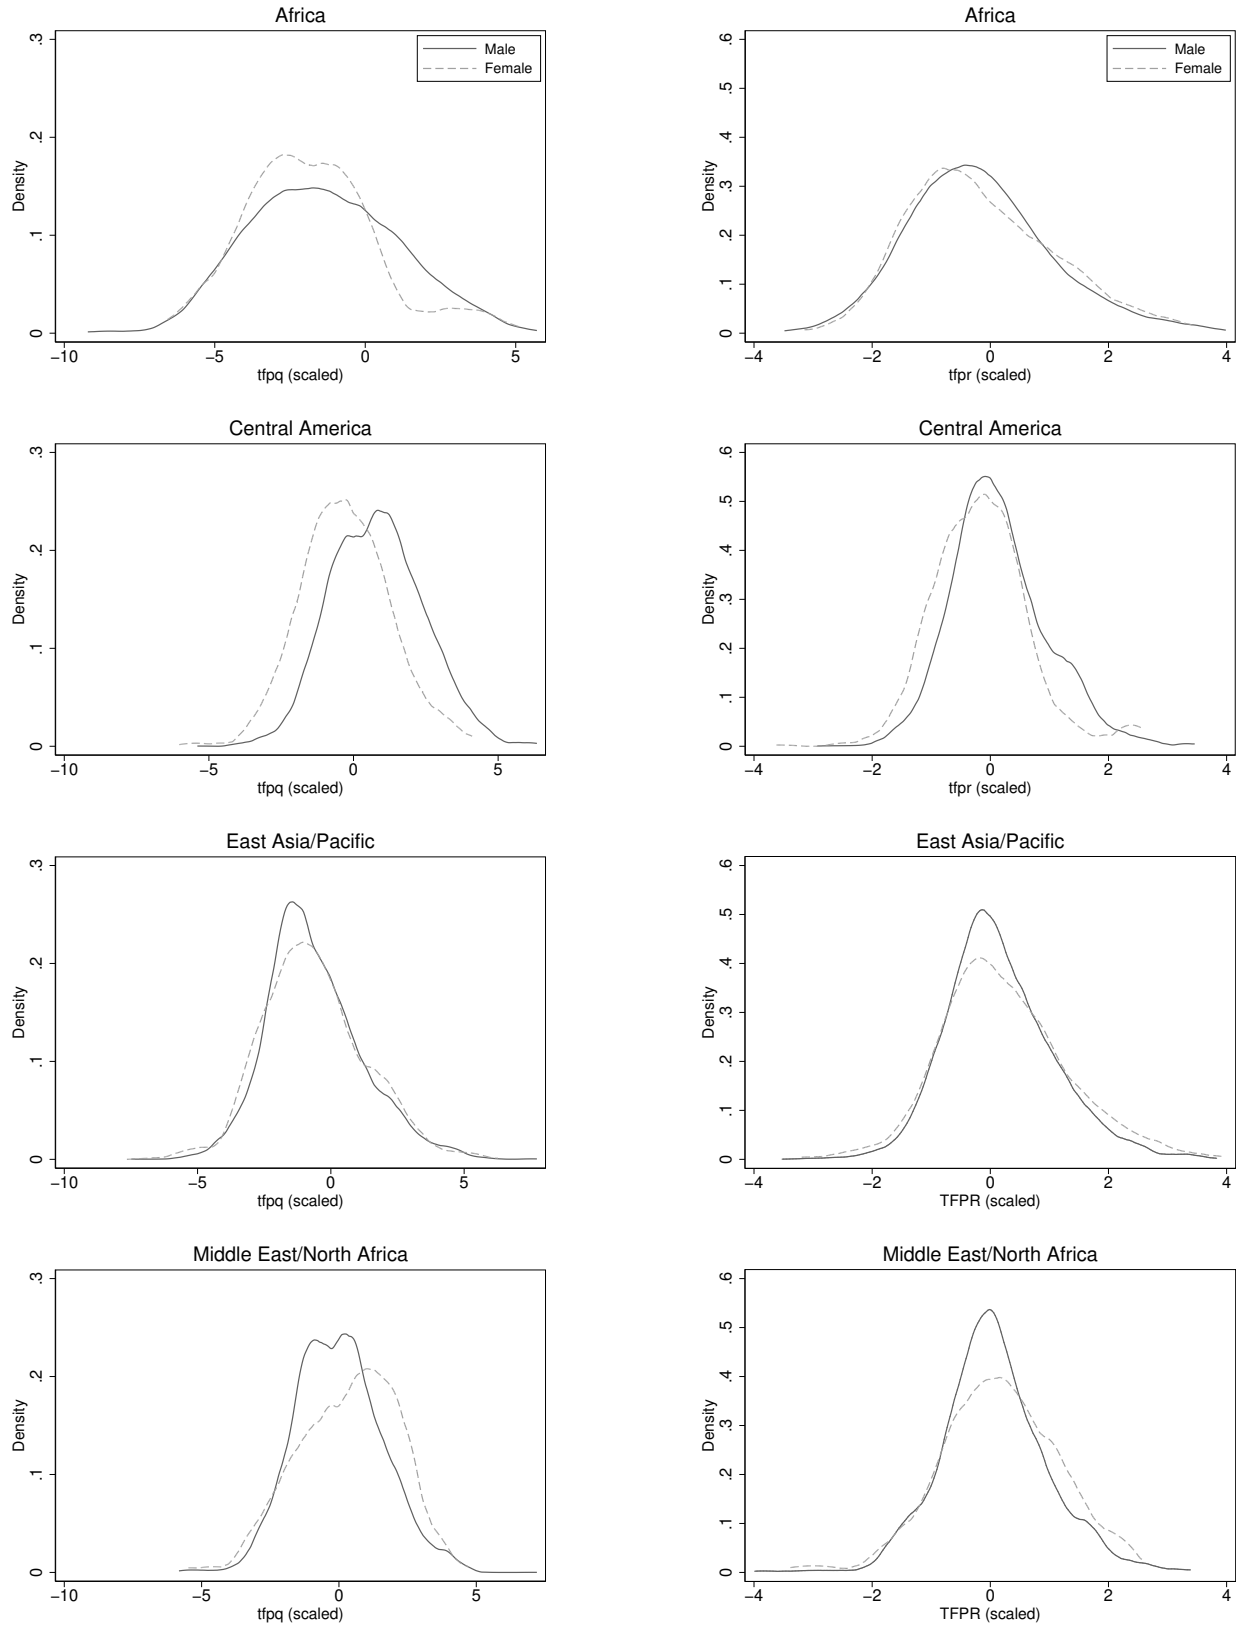 Africa
.3
.2
.1
0
Density
Male
Female
-10
-5
0
5
tfpq (scaled)
Africa
.6
.5
.4
.3
.2
.1
0
Density
Male
Female
-4
-2
0
2
4
tfpr (scaled)
Central America
.3
.2
.1
0
Density
-10
-5
0
5
tfpq (scaled)
Central America
.6
.5
.4
.3
.2
.1
0
Density
-4
-2
0
2
4
tfpr (scaled)
East Asia/Pacific
.3
.2
.1
0
Density
-10
-5
0
5
tfpq (scaled)
East Asia/Pacific
.6
.5
.4
.3
.2
.1
0
Density
-4
-2
0
2
4
TFPR (scaled)
Middle East/North Africa
.3
.2
.1
0
Density
-10
-5
0
5
tfpq (scaled)
Middle East/North Africa
.6
.5
.4
.3
.2
.1
0
Density
-4
-2
0
2
4
TFPR (scaled)